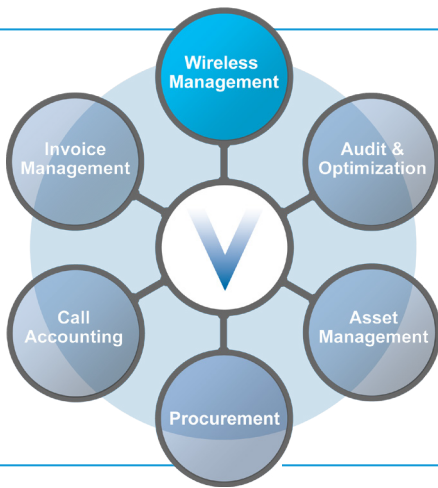 Wireless
Management
Invoice
Management
Audit &
Optimization
V
Call
Accounting
Asset
Management
Procurement